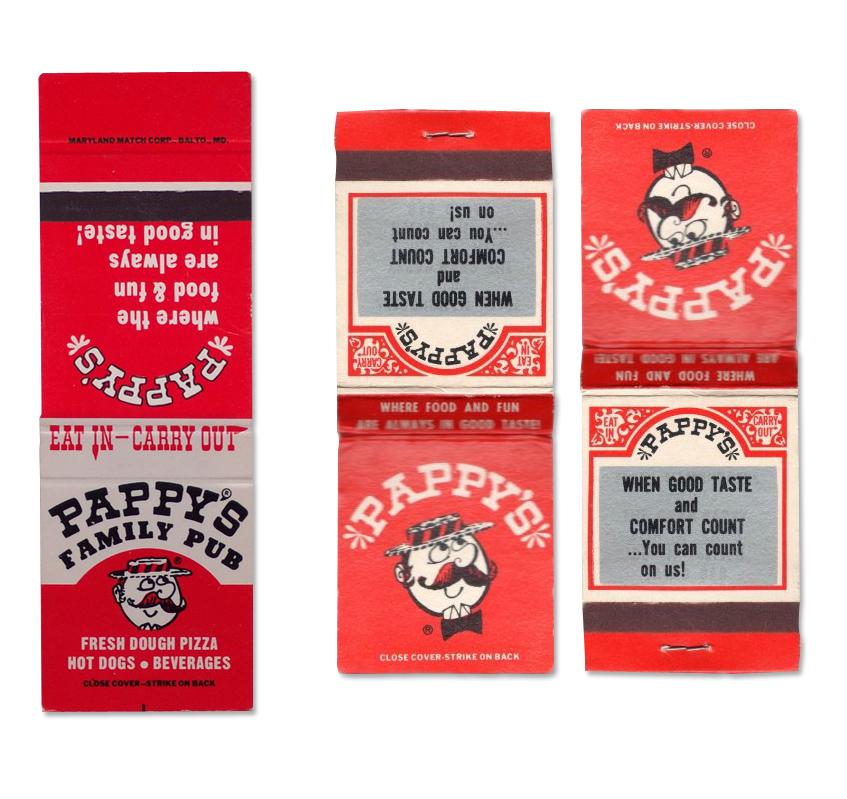 MARYLAND MATCH CORP., BALTO., MD.
where the
food & fun
are always
in good taste!
PAPPY'S
EAT IN—CARRY OUT
PAPPY'S®
FAMILY PUB
®
FRESH DOUGH PIZZA
HOT DOGS • BEVERAGES
CLOSE COVER—STRIKE ON BACK
WHEN GOOD TASTE
and
COMFORT COUNT
...You can count
on us!
PAPPY'S
EAT IN
CARRY OUT
WHERE FOOD AND FUN
ARE ALWAYS IN GOOD TASTE!
PAPPY'S
®
CLOSE COVER-STRIKE ON BACK
CLOSE COVER-STRIKE ON BACK
®
PAPPY'S
WHERE FOOD AND FUN
ARE ALWAYS IN GOOD TASTE!
EAT IN
CARRY OUT
PAPPY'S
WHEN GOOD TASTE
and
COMFORT COUNT
...You can count
on us!